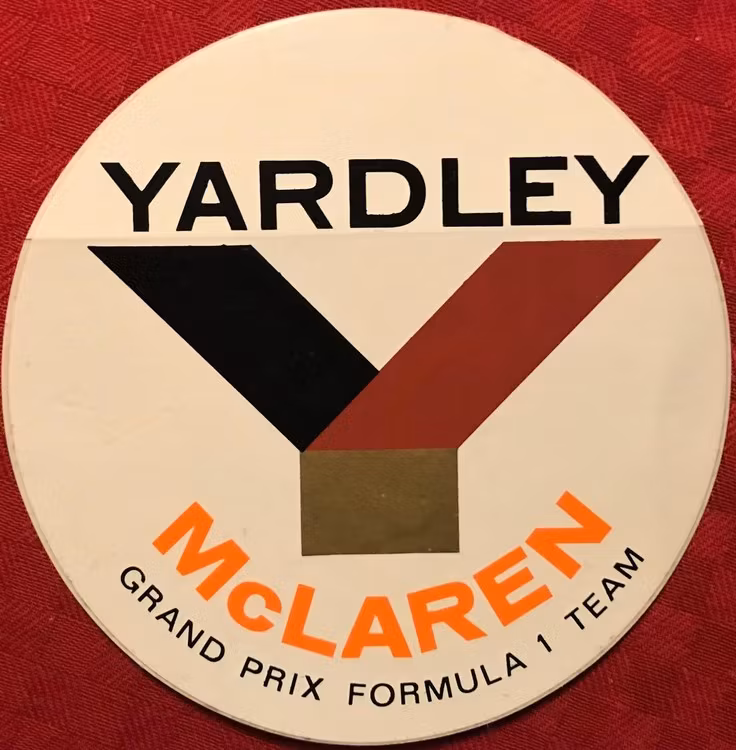 YARDLEY
McLAREN
GRAND PRIX FORMULA 1 TEAM